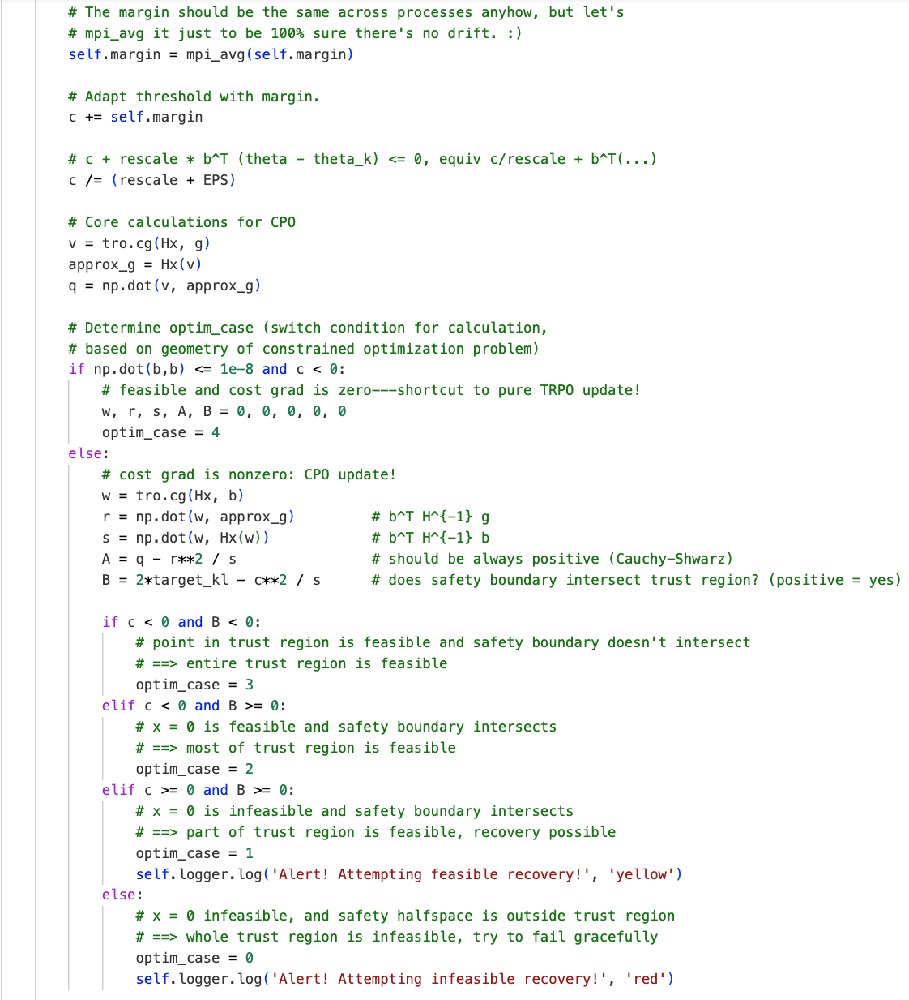 # The margin should be the same across processes anyhow, but let's
# mpi_avg it just to be 100% sure there's no drift. :)
self.margin = mpi_avg(self.margin)
# Adapt threshold with margin.
c += self.margin
# c + rescale * b^T (theta - theta_k) <= 0, equiv c/rescale + b^T(...)
c /= (rescale + EPS)
# Core calculations for CPO
v = tro.cg(Hx, g)
approx_g = Hx(v)
q = np.dot(v, approx_g)
# Determine optim_case (switch condition for calculation,
# based on geometry of constrained optimization problem)
if np.dot(b,b) <= 1e-8 and c < 0:
# feasible and cost grad is zero---shortcut to pure TRPO update!
w, r, s, A, B = 0, 0, 0, 0, 0
optim_case = 4
else:
# cost grad is nonzero: CPO update!
w = tro.cg(Hx, b)
r = np.dot(w, approx_g) # b^T H^{-1} g
s = np.dot(w, Hx(w)) # b^T H^{-1} b
A = q - r**2 / s # should be always positive (Cauchy-Shwarz)
B = 2*target_kl - c**2 / s # does safety boundary intersect trust region? (positive = yes)
if c < 0 and B < 0:
# point in trust region is feasible and safety boundary doesn't intersect
# ==> entire trust region is feasible
optim_case = 3
elif c < 0 and B >= 0:
# x = 0 is feasible and safety boundary intersects
# ==> most of trust region is feasible
optim_case = 2
elif c >= 0 and B >= 0:
# x = 0 is infeasible and safety boundary intersects
# ==> part of trust region is feasible, recovery possible
optim_case = 1
self.logger.log('Alert! Attempting feasible recovery!', 'yellow')
else:
# x = 0 infeasible, and safety halfspace is outside trust region
# ==> whole trust region is infeasible, try to fail gracefully
optim_case = 0
self.logger.log('Alert! Attempting infeasible recovery!', 'red')